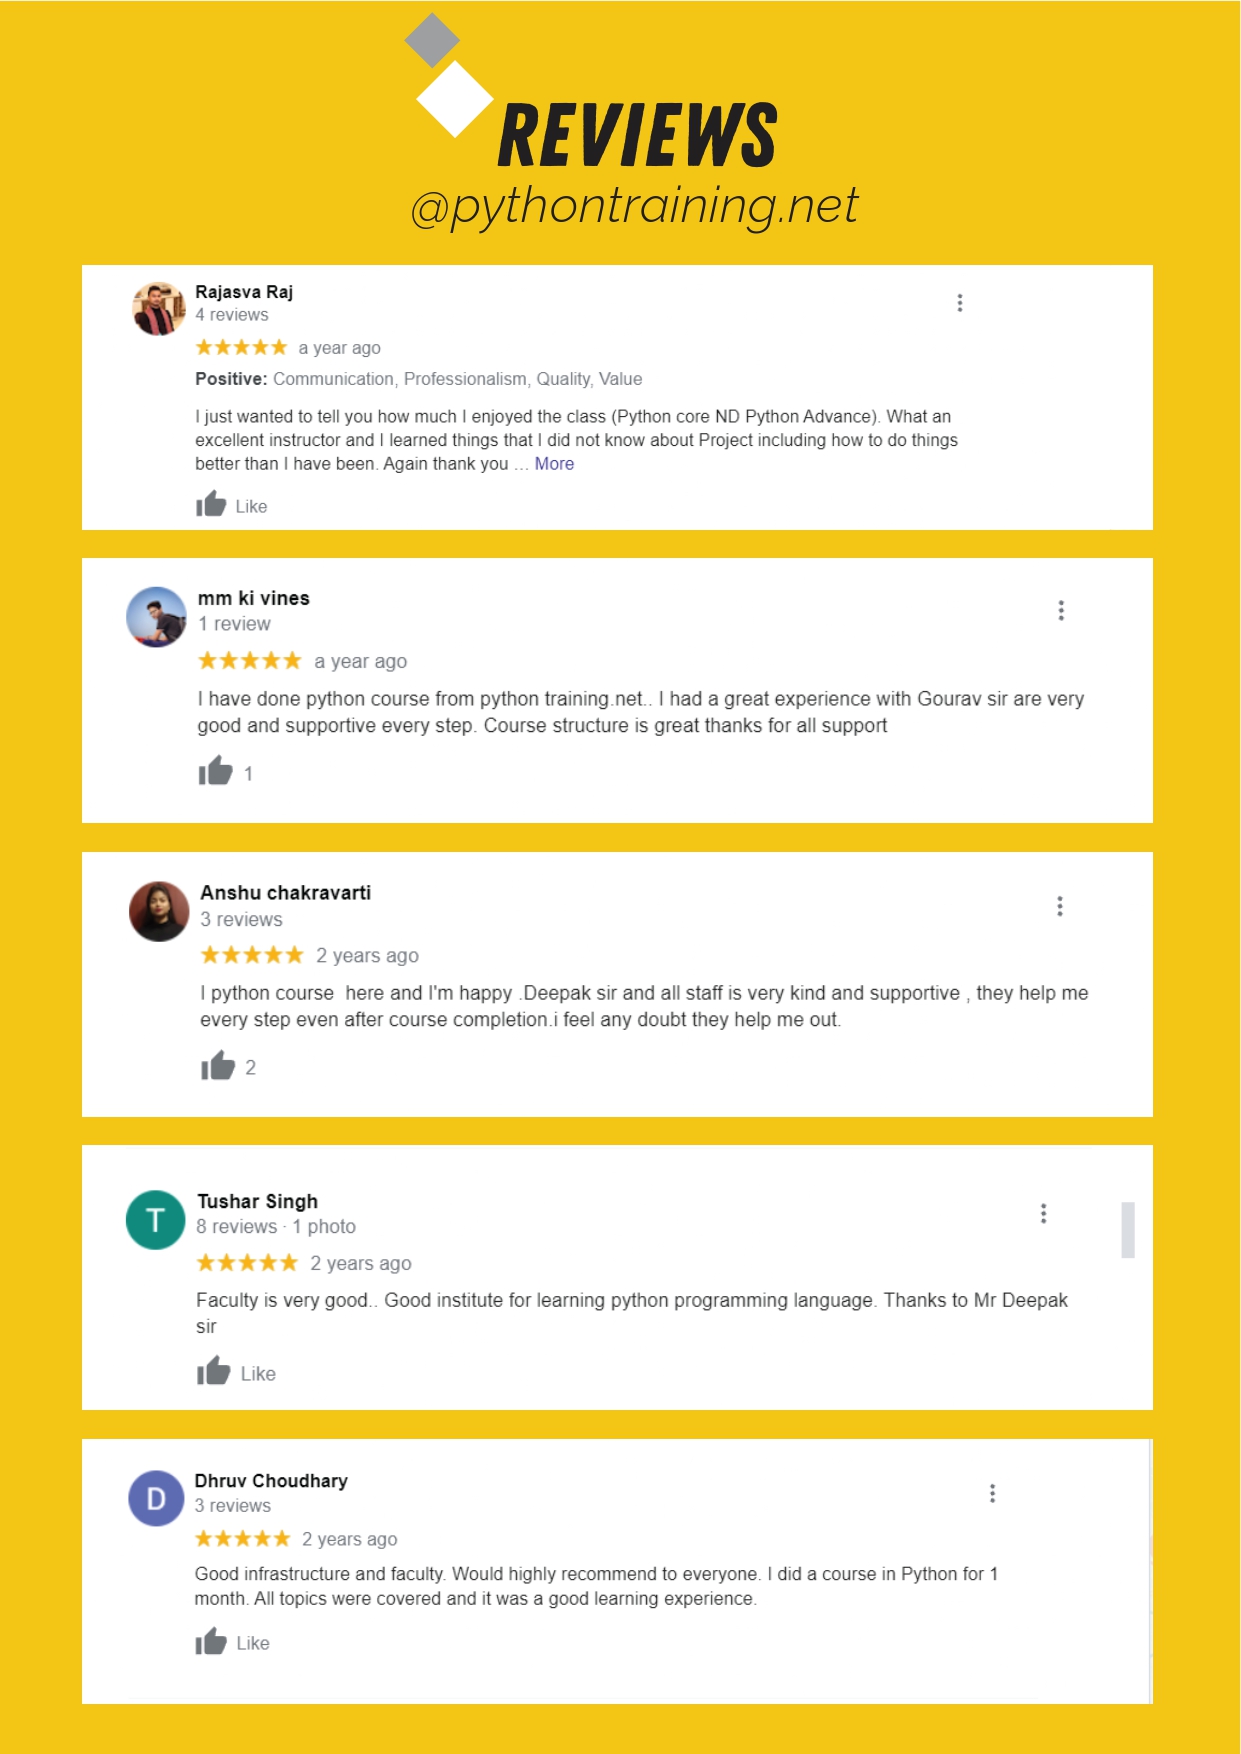 REVIEWS
@pythontraining.net
Rajasva Raj
4 reviews
a year ago
Positive: Communication, Professionalism, Quality, Value
I just wanted to tell you how much I enjoyed the class (Python core ND Python Advance). What an
excellent instructor and I learned things that I did not know about Project including how to do things
better than I have been. Again thank you ... More
Like
mm ki vines
1 review
a year ago
I have done python course from python training.net.. I had a great experience with Gourav sir are very
good and supportive every step. Course structure is great thanks for all support
1
Anshu chakravarti
3 reviews
2 years ago
I python course  here and I'm happy .Deepak sir and all staff is very kind and supportive , they help me
every step even after course completion.i feel any doubt they help me out.
2
T
Tushar Singh
8 reviews · 1 photo
2 years ago
Faculty is very good.. Good institute for learning python programming language. Thanks to Mr Deepak
sir
Like
D
Dhruv Choudhary
3 reviews
2 years ago
Good infrastructure and faculty. Would highly recommend to everyone. I did a course in Python for 1
month. All topics were covered and it was a good learning experience.
Like